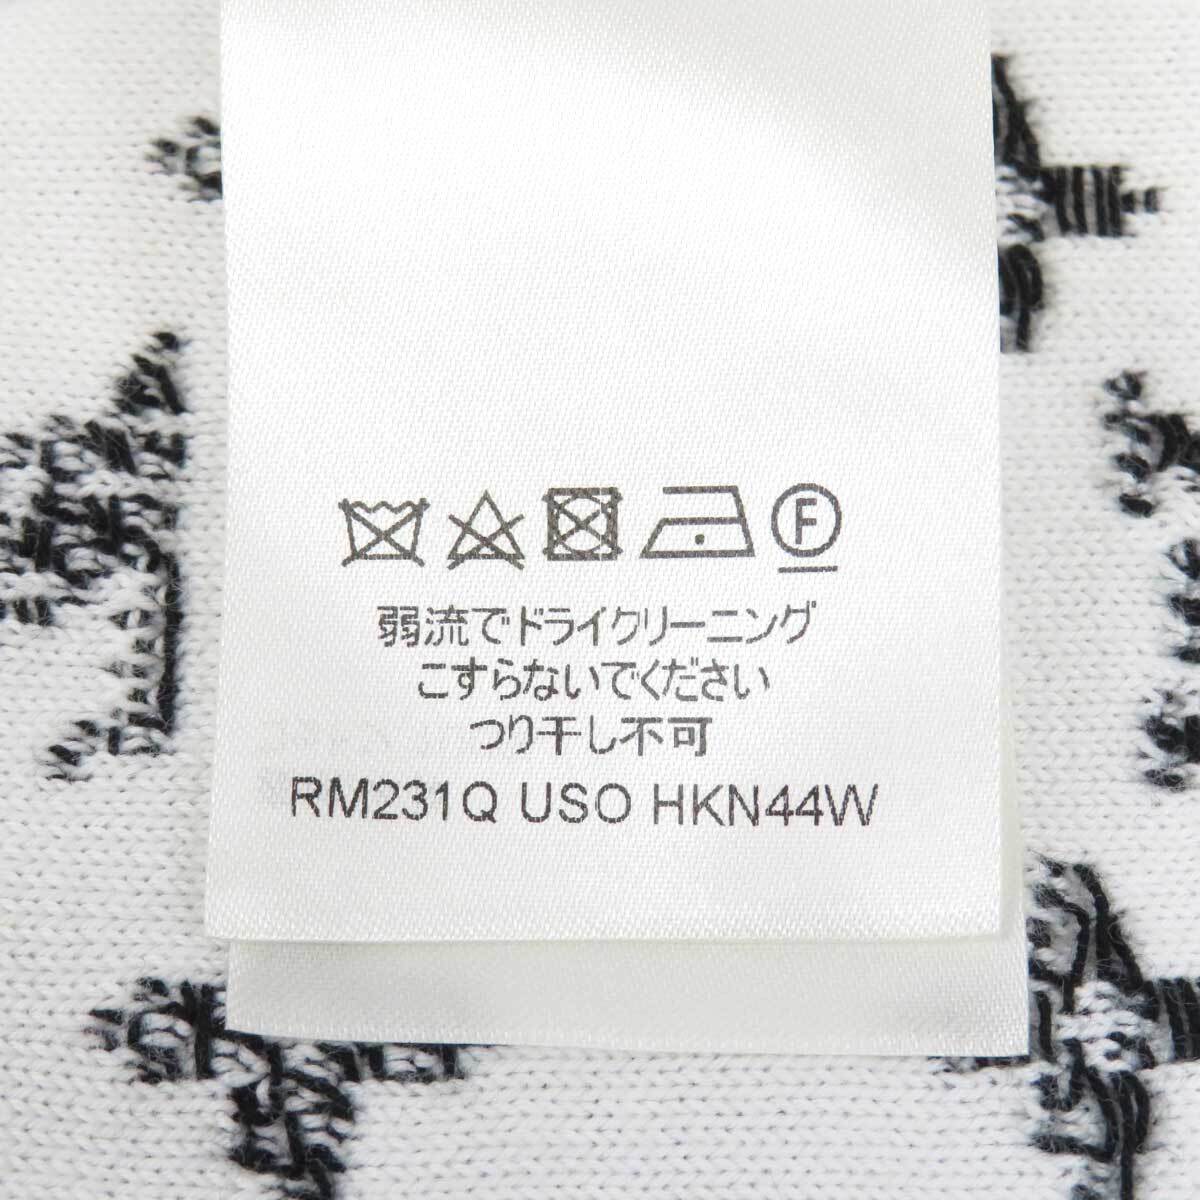 F
弱流でドライクリーニング
こすらないでください
つり干し不可
RM231Q USO HKN44W